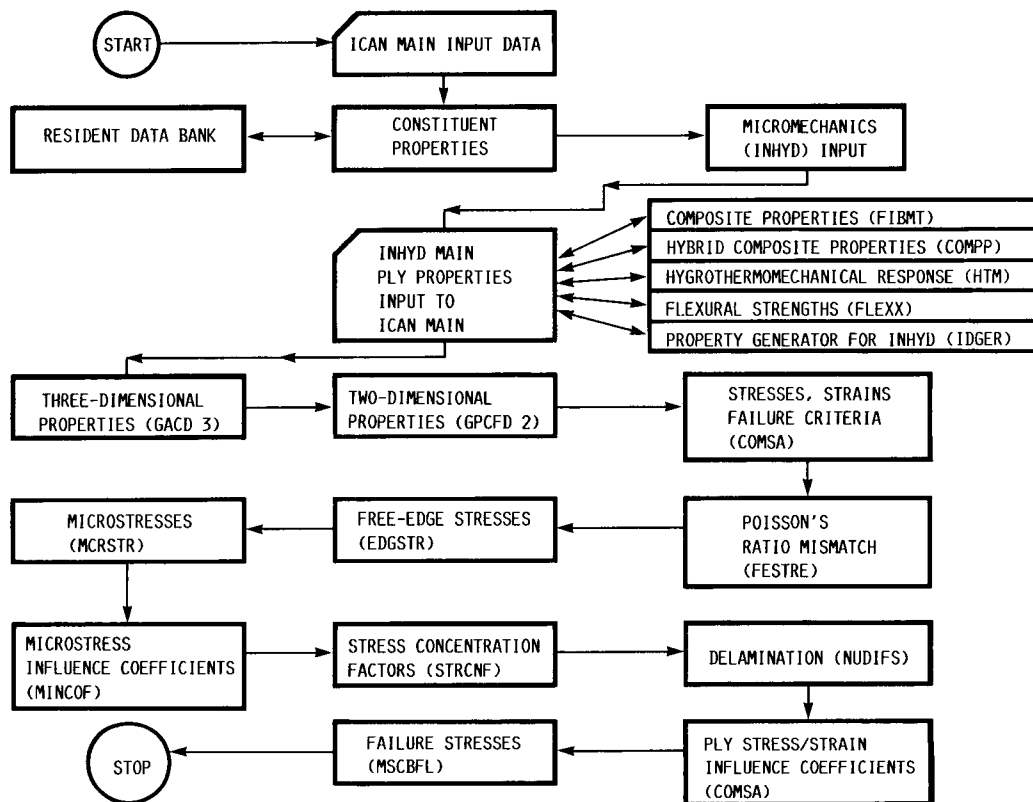 START
ICAN MAIN INPUT DATA
RESIDENT DATA BANK
CONSTITUENT
PROPERTIES
MICROMECHANICS
(INHYD) INPUT
INHYD MAIN
PLY PROPERTIES
INPUT TO
ICAN MAIN
COMPOSITE PROPERTIES (FIBMT)
HYBRID COMPOSITE PROPERTIES (COMPP)
HYGROTHERMOMECHANICAL RESPONSE (HTM)
FLEXURAL STRENGTHS (FLEXX)
PROPERTY GENERATOR FOR INHYD (IDGER)
THREE-DIMENSIONAL
PROPERTIES (GACD 3)
TWO-DIMENSIONAL
PROPERTIES (GPCFD 2)
STRESSES, STRAINS
FAILURE CRITERIA
(COMSA)
MICROSTRESSES
(MCRSTR)
FREE-EDGE STRESSES
(EDGSTR)
POISSON'S
RATIO MISMATCH
(FESTRE)
MICROSTRESS
INFLUENCE COEFFICIENTS
(MINCOF)
STRESS CONCENTRATION
FACTORS (STRCNF)
DELAMINATION (NUDIFS)
STOP
FAILURE STRESSES
(MSCBFL)
PLY STRESS/STRAIN
INFLUENCE COEFFICIENTS
(COMSA)